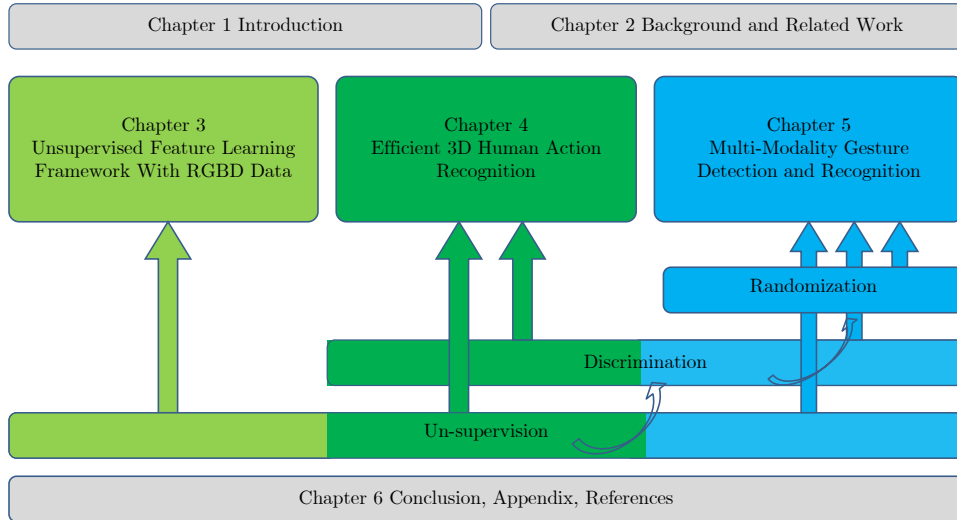 Chapter 1 Introduction
Chapter 2 Background and Related Work
Chapter 3
Unsupervised Feature Learning
Framework With RGBD Data
Chapter 4
Efficient 3D Human Action
Recognition
Chapter 5
Multi-Modality Gesture
Detection and Recognition
Randomization
Discrimination
Un-supervision
Chapter 6 Conclusion, Appendix, References